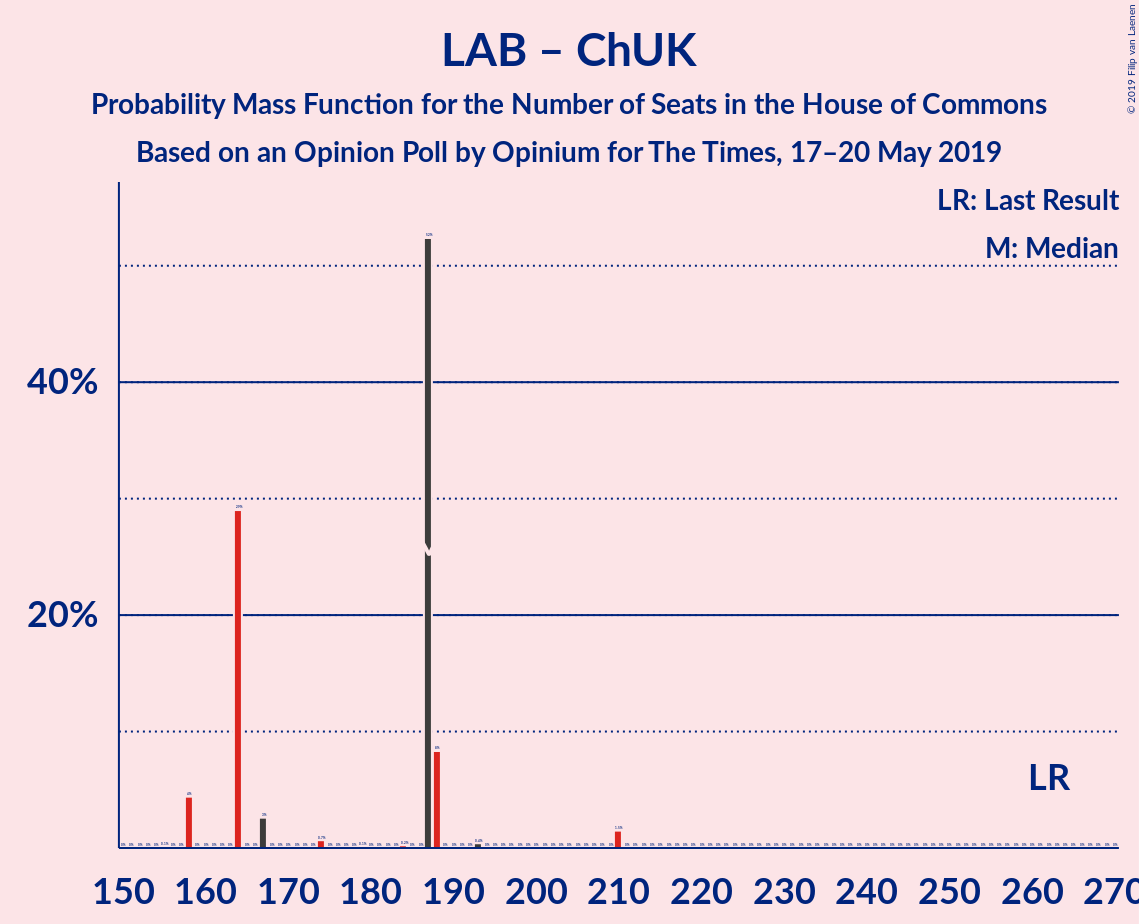 LAB – ChUK
Probability Mass Function for the Number of Seats in the House of Commons
Based on an Opinion Poll by Opinium for The Times, 17–20 May 2019
© 2019 Filip van Laenen
LR: Last Result
M: Median
40%
20%
LR
150 160 170 180 190 200 210 220 230 240 250 260 270